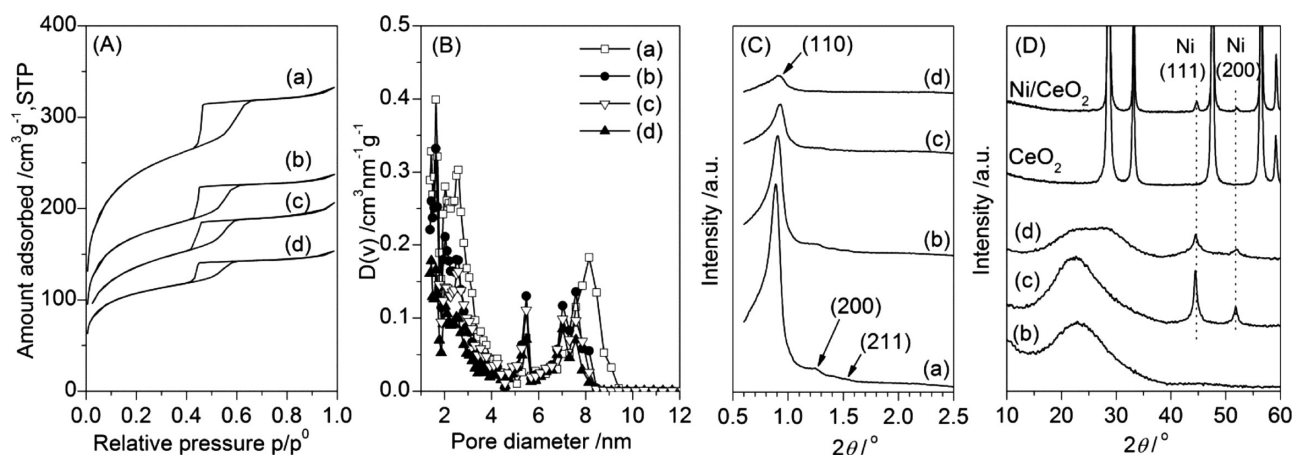 (A)
(a)
(b)
(c)
(d)
400
300
200
100
0
0.0 0.2 0.4 0.6 0.8 1.0
Amount adsorbed /cm³g⁻¹,STP
Relative pressure p/p⁰
(B)
(a)
(b)
(c)
(d)
0.5
0.4
0.3
0.2
0.1
0.0
2 4 6 8 10 12
D(v) /cm³nm⁻¹g⁻¹
Pore diameter /nm
(C)
(110)
(d)
(c)
(b)
(200)
(211)
(a)
0.5 1.0 1.5 2.0 2.5
Intensity /a.u.
2θ/°
(D)
Ni Ni
(111) (200)
Ni/CeO₂
CeO₂
(d)
(c)
(b)
10 20 30 40 50 60
Intensity /a.u.
2θ/°